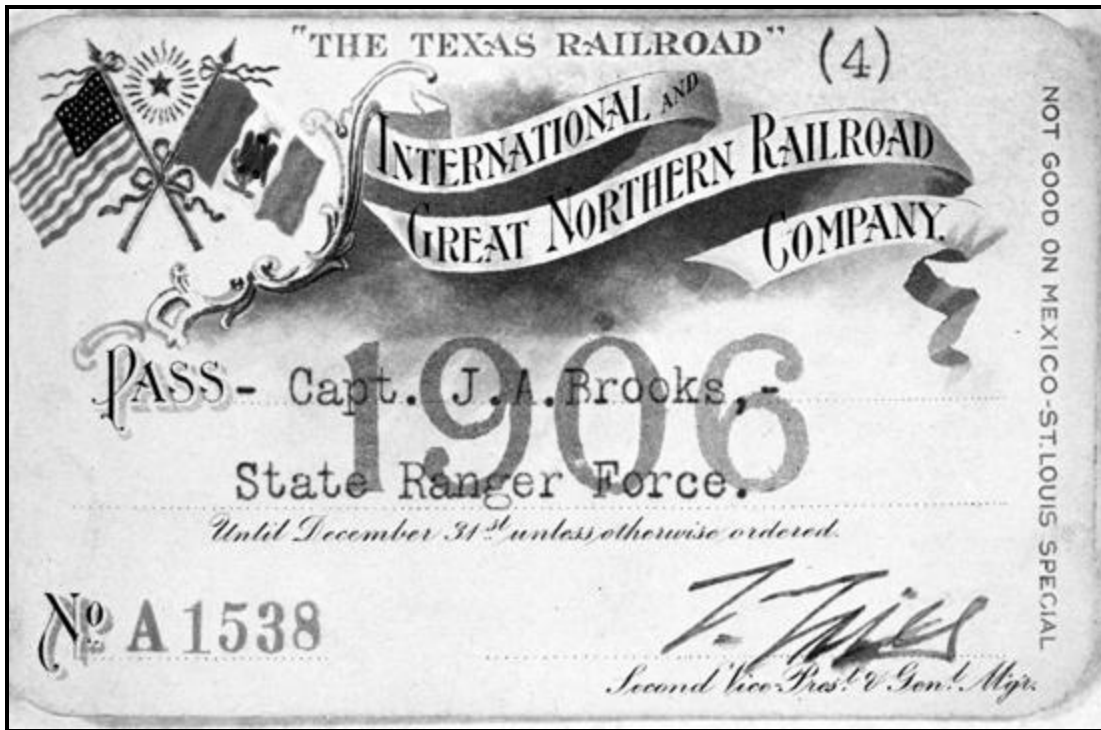 "THE TEXAS RAILROAD"
(4)
INTERNATIONAL AND
GREAT NORTHERN RAILROAD
COMPANY.
1906
PASS- Capt. J.A.Brooks,-
State Ranger Force.
Until December 31st unless otherwise ordered.
No A 1538
Second Vice-Prest. & Genl. Mgr.
NOT GOOD ON MEXICO-ST.LOUIS SPECIAL